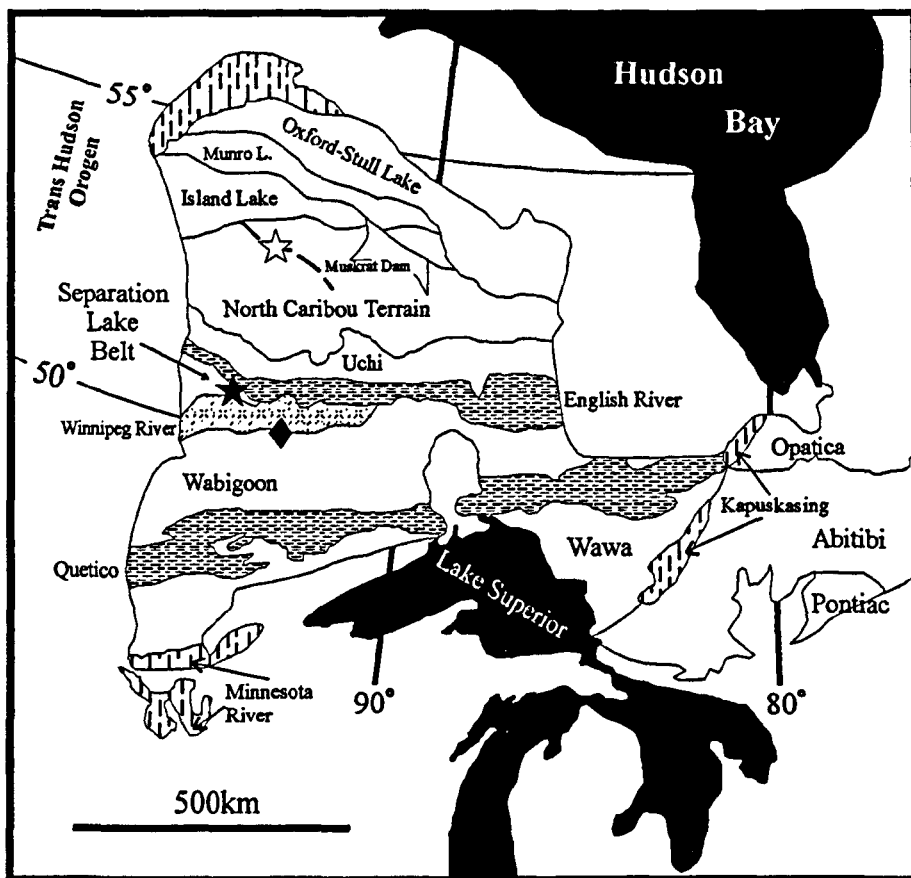 Hudson
Bay
55°
Oxford-Stull Lake
Munro L.
Trans Hudson
Orogen
Island Lake
Muskrat Dam
Separation
Lake
Belt
North Caribou Terrain
Uchi
50°
English River
Winnipeg River
Opatica
Wabigoon
Kapuskasing
Wawa
Abitibi
Quetico
Lake Superior
Pontiac
Minnesota
River
90°
80°
500km